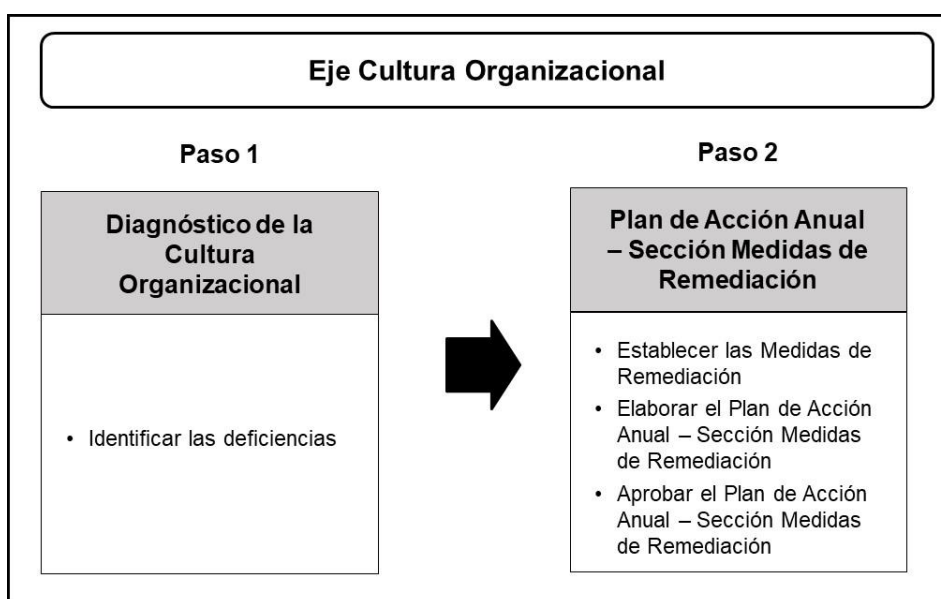 Eje Cultura Organizacional
Paso 1
Diagnóstico de la
Cultura
Organizacional
• Identificar las deficiencias
Paso 2
Plan de Acción Anual
– Sección Medidas de
Remediación
• Establecer las Medidas de
Remediación
• Elaborar el Plan de Acción
Anual – Sección Medidas
de Remediación
• Aprobar el Plan de Acción
Anual – Sección Medidas
de Remediación